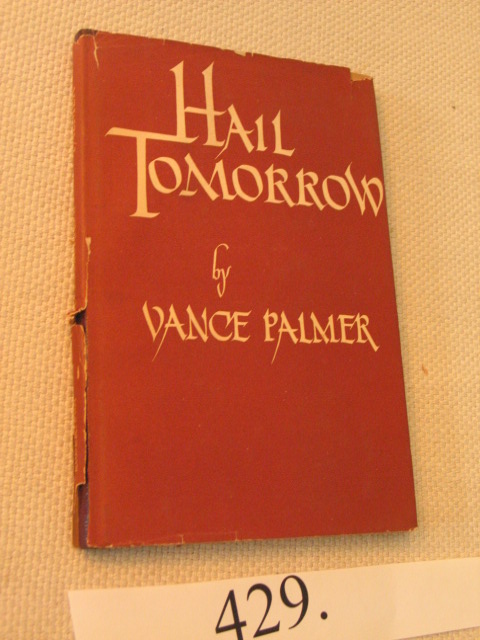 HAIL
TOMORROW
by
VANCE PALMER
429.